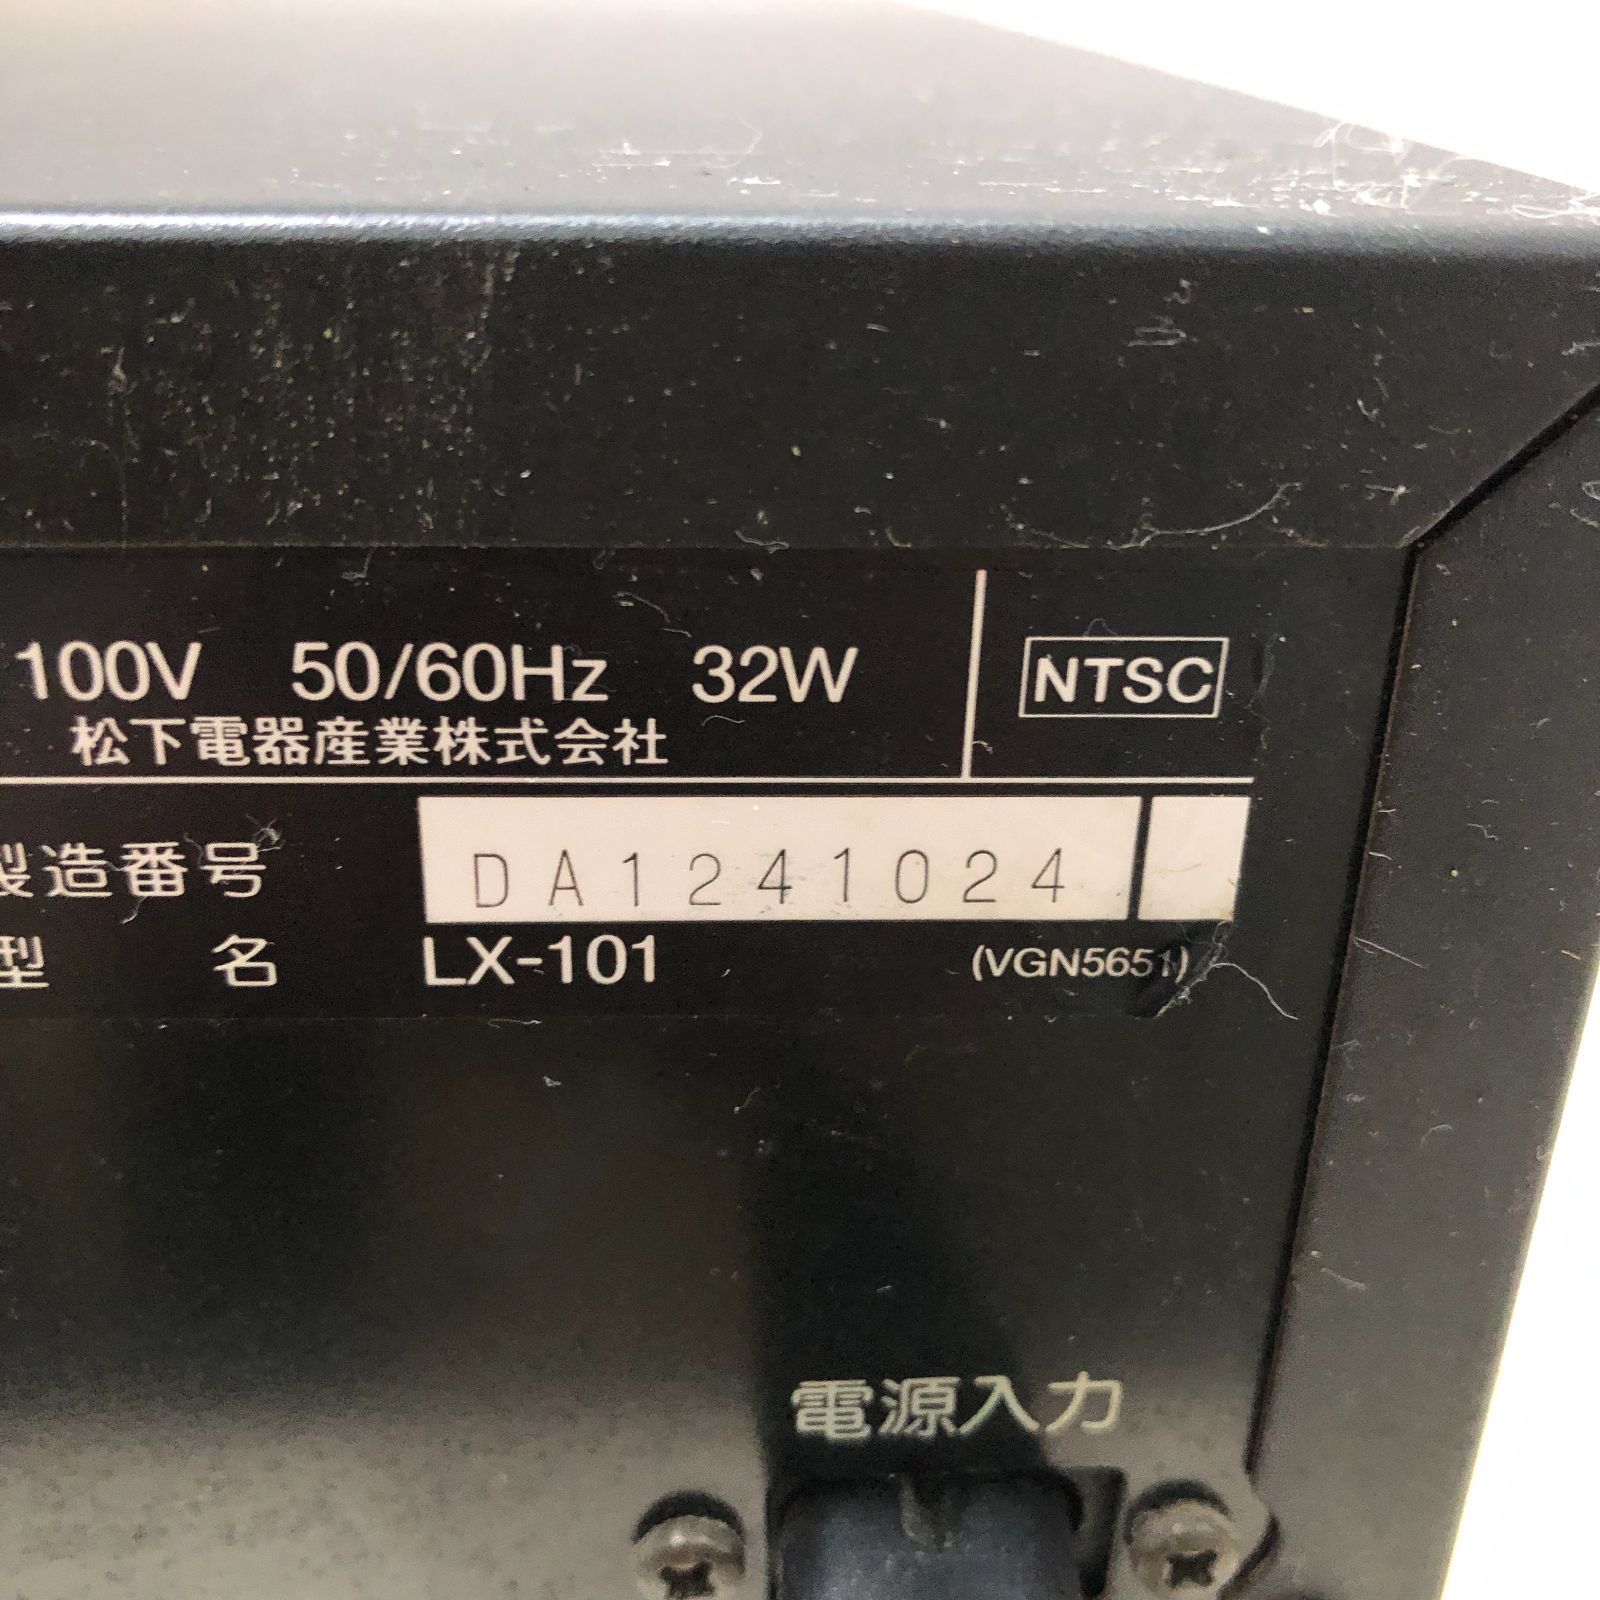 100V 50/60Hz 32W NTSC
松下電器産業株式会社
製造番号 DA1241024
型名 LX-101 (VGN5651)
電源入力